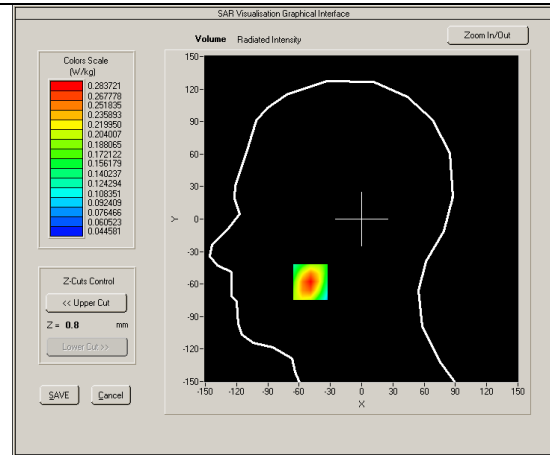 SAR Visualisation Graphical Interface
Volume Radiated Intensity
Zoom In/Out
Colors Scale
(W/kg)
0.283721
0.267778
0.251835
0.235893
0.219950
0.204007
0.188065
0.172122
0.156179
0.140237
0.124294
0.108351
0.092409
0.076466
0.060523
0.044581
Z-Cuts Control
<< Upper Cut
Z = 0.8 mm
Lower Cut >>
SAVE Cancel
150
120
90
60
30
0
-30
-60
-90
-120
-150
Y
-150 -120 -90 -60 -30 0 30 60 90 120 150
X